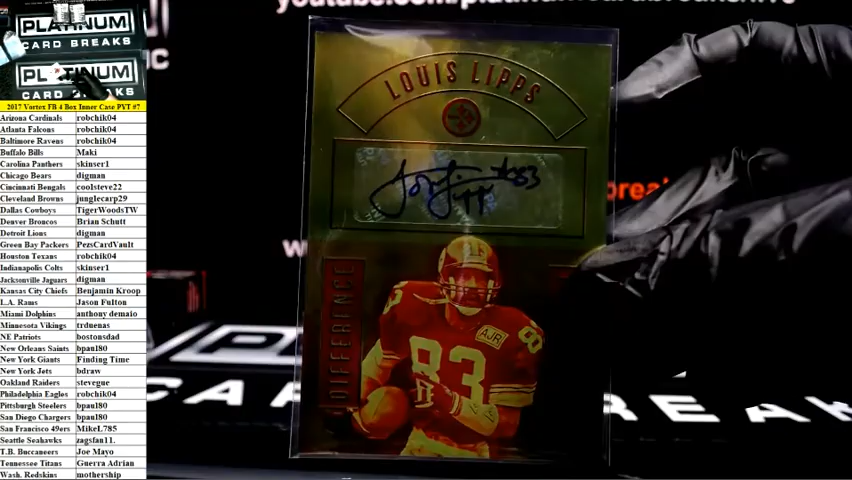 PLATINUM
CARD BREAKS
PLATINUM
CARD BREAKS
2017 Vortex FB 4 Box Inner Case PYT #7
Arizona Cardinals robchik04
Atlanta Falcons robchik04
Baltimore Ravens robchik04
Buffalo Bills Maki
Carolina Panthers skinser1
Chicago Bears digman
Cincinnati Bengals coolsteve22
Cleveland Browns junglecarp29
Dallas Cowboys TigerWoodsTW
Denver Broncos Brian Schutt
Detroit Lions digman
Green Bay Packers PezsCardVault
Houston Texans robchik04
Indianapolis Colts skinser1
Jacksonville Jaguars digman
Kansas City Chiefs Benjamin Kroop
L.A. Rams Jason Fulton
Miami Dolphins anthony demaio
Minnesota Vikings trduenas
NE Patriots bostonsdad
New Orleans Saints bpau180
New York Giants Finding Time
New York Jets bdraw
Oakland Raiders stevegue
Philadelphia Eagles robchik04
Pittsburgh Steelers bpau180
San Diego Chargers bpau180
San Francisco 49ers MikeL785
Seattle Seahawks zagsfan11.
T.B. Buccaneers Joe Mayo
Tennessee Titans Guerra Adrian
Wash. Redskins mothership
LOUIS LIPPS
#83
DIFFERENCE
AJR
83
83
83